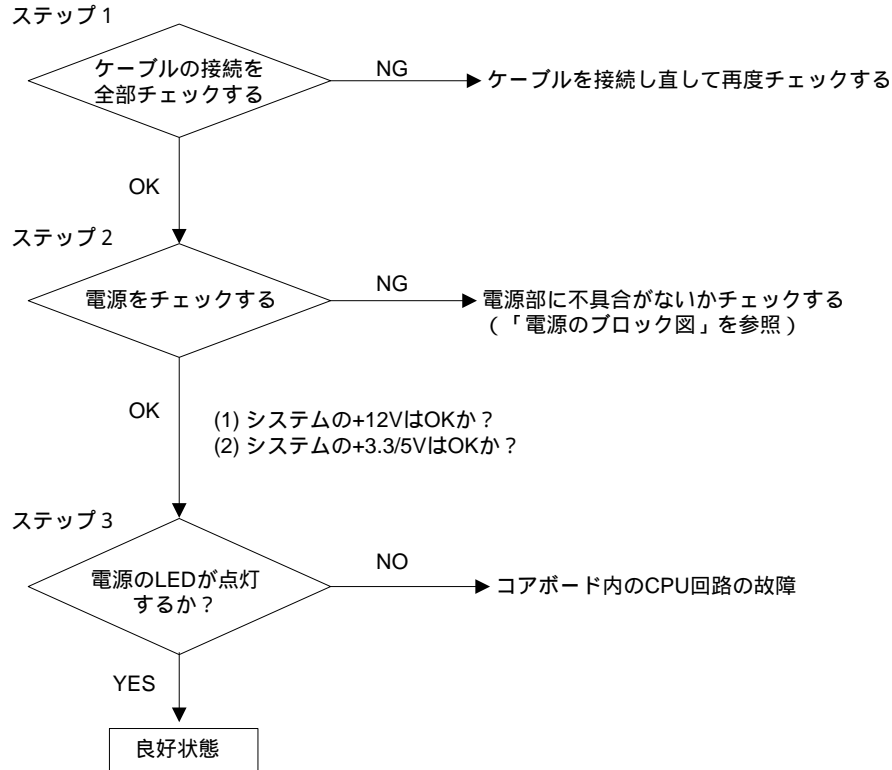 ステップ1
ケーブルの接続を
全部チェックする
NG
ケーブルを接続し直して再度チェックする
OK
ステップ2
電源をチェックする
NG
電源部に不具合がないかチェックする
(「電源のブロック図」を参照)
OK
(1) システムの+12VはOKか?
(2) システムの+3.3/5VはOKか?
ステップ3
電源のLEDが点灯
するか?
NO
コアボード内のCPU回路の故障
YES
良好状態